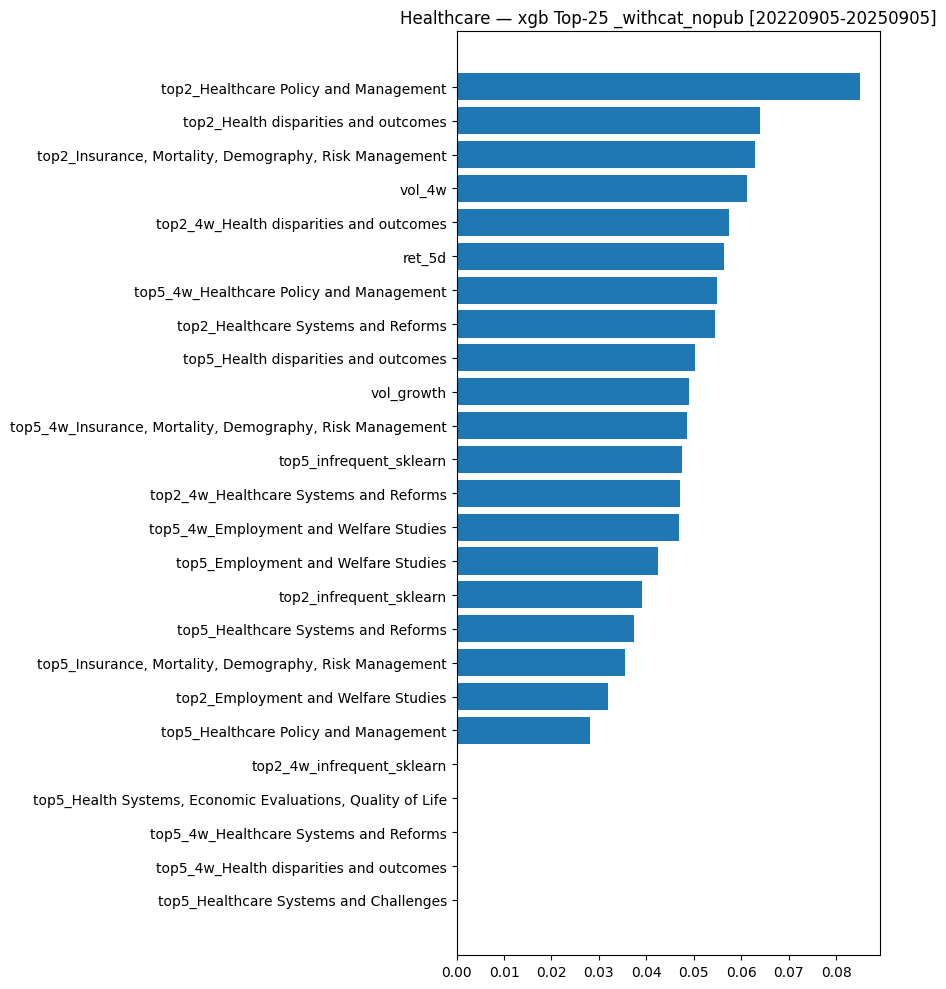 Healthcare — xgb Top-25 _withcat_nopub [20220905-20250905]
top2_Healthcare Policy and Management
top2_Health disparities and outcomes
top2_Insurance, Mortality, Demography, Risk Management
vol_4w
top2_4w_Health disparities and outcomes
ret_5d
top5_4w_Healthcare Policy and Management
top2_Healthcare Systems and Reforms
top5_Health disparities and outcomes
vol_growth
top5_4w_Insurance, Mortality, Demography, Risk Management
top5_infrequent_sklearn
top2_4w_Healthcare Systems and Reforms
top5_4w_Employment and Welfare Studies
top5_Employment and Welfare Studies
top2_infrequent_sklearn
top5_Healthcare Systems and Reforms
top5_Insurance, Mortality, Demography, Risk Management
top2_Employment and Welfare Studies
top5_Healthcare Policy and Management
top2_4w_infrequent_sklearn
top5_Health Systems, Economic Evaluations, Quality of Life
top5_4w_Healthcare Systems and Reforms
top5_4w_Health disparities and outcomes
top5_Healthcare Systems and Challenges
0.00 0.01 0.02 0.03 0.04 0.05 0.06 0.07 0.08